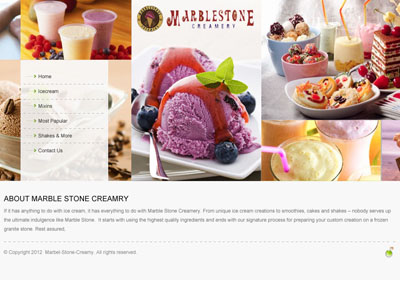 MARBLESTONE
CREAMERY
Home
Icecream
Mixins
Most Popular
Shakes & More
Contact Us
ABOUT MARBLE STONE CREAMRY
If it has anything to do with ice cream, it has everything to do with Marble Stone Creamery. From unique ice cream creations to smoothies, cakes and shakes – nobody serves up
the ultimate indurgence like Marble Stone. It starts with using the highest quality ingredients and ends with our signature process for preparing your custom creation on a frozen
granite stone. Rest assured,
© Copyright 2012 Marbel-Stone-Creamy. All rights reserved.